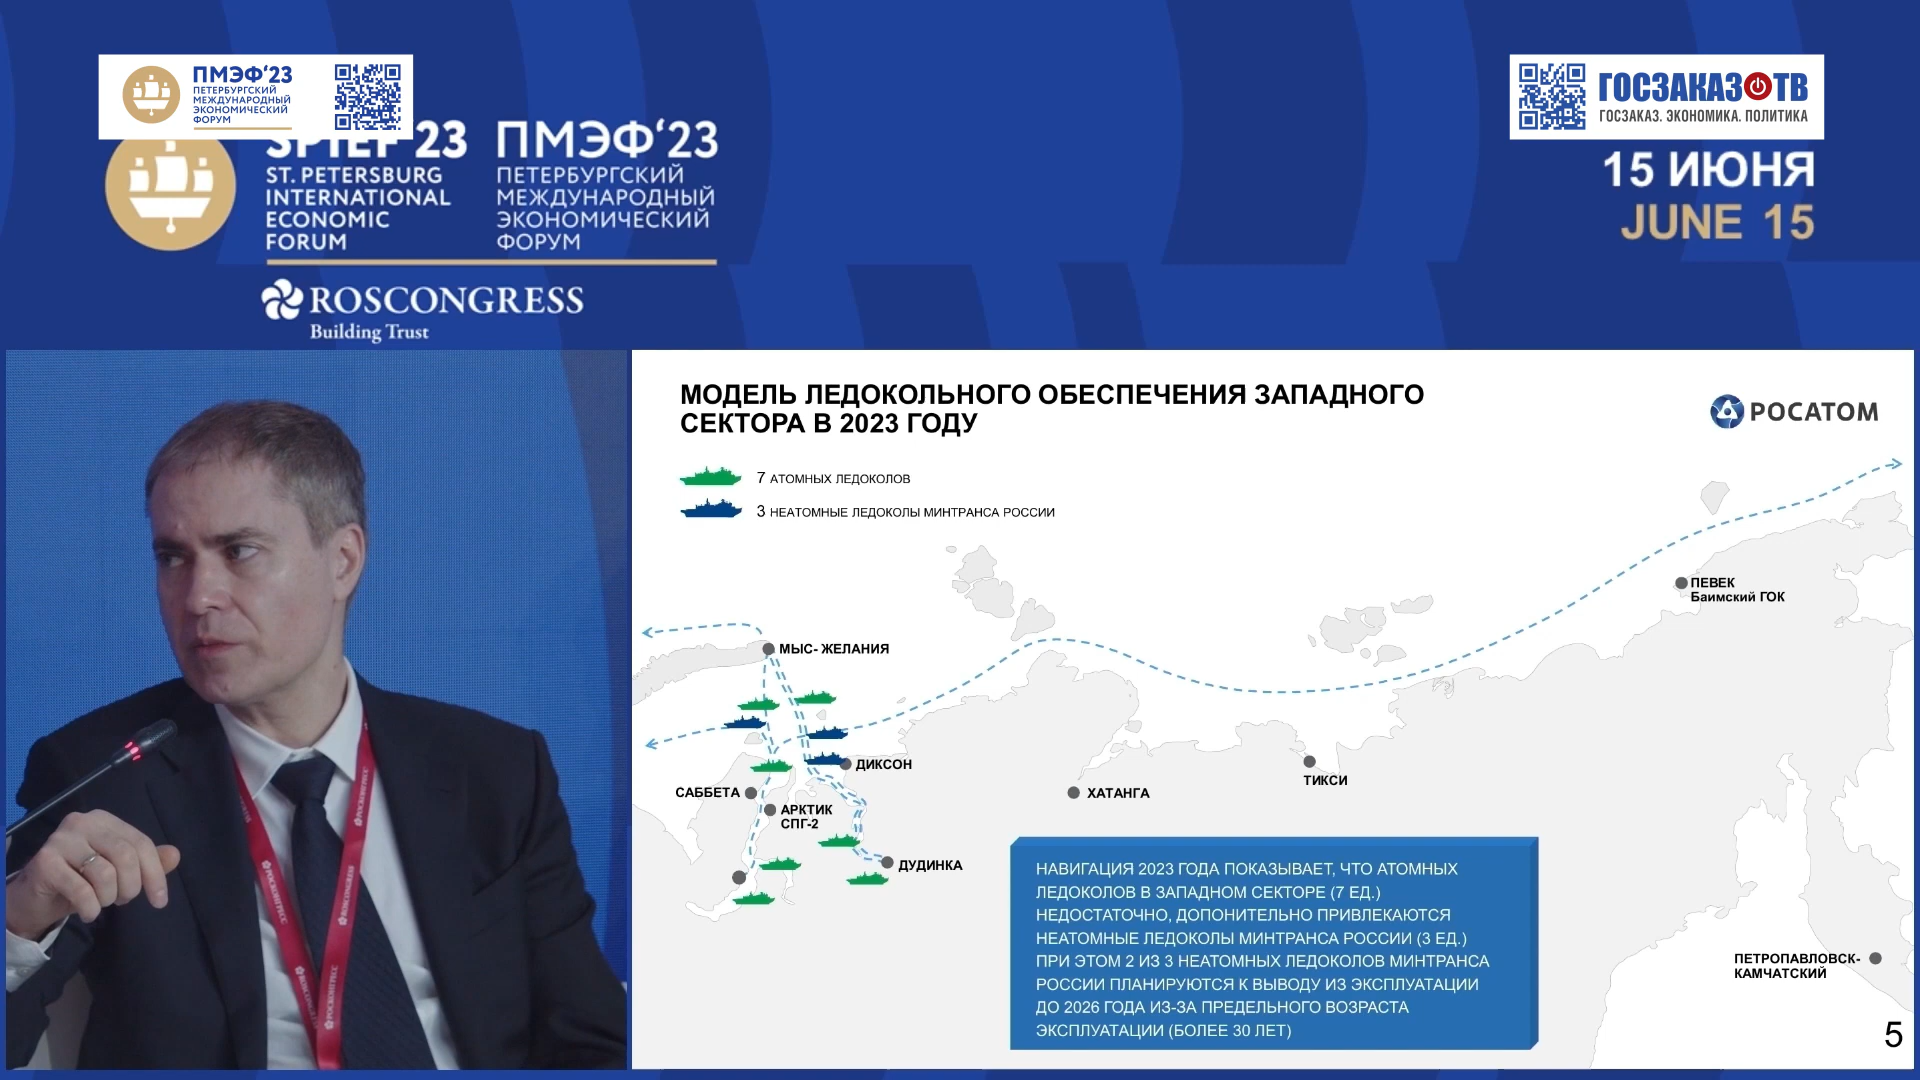 ПМЭФ‘23
ПЕТЕРБУРГСКИЙ
МЕЖДУНАРОДНЫЙ
ЭКОНОМИЧЕСКИЙ
ФОРУМ
ГОСЗАКАЗ ТВ
ГОСЗАКАЗ. ЭКОНОМИКА. ПОЛИТИКА
SPIEF‘23
ST. PETERSBURG
INTERNATIONAL
ECONOMIC
FORUM
ПМЭФ‘23
ПЕТЕРБУРГСКИЙ
МЕЖДУНАРОДНЫЙ
ЭКОНОМИЧЕСКИЙ
ФОРУМ
ROSCONGRESS
Building Trust
15 ИЮНЯ
JUNE 15
МОДЕЛЬ ЛЕДОКОЛЬНОГО ОБЕСПЕЧЕНИЯ ЗАПАДНОГО
СЕКТОРА В 2023 ГОДУ
РОСАТОМ
7 АТОМНЫХ ЛЕДОКОЛОВ
3 НЕАТОМНЫЕ ЛЕДОКОЛЫ МИНТРАНСА РОССИИ
ПЕВЕК
Баимский ГОК
МЫС- ЖЕЛАНИЯ
ДИКСОН
САББЕТА
АРКТИК
СПГ-2
ХАТАНГА
ТИКСИ
ДУДИНКА
НАВИГАЦИЯ 2023 ГОДА ПОКАЗЫВАЕТ, ЧТО АТОМНЫХ
ЛЕДОКОЛОВ В ЗАПАДНОМ СЕКТОРЕ (7 ЕД.)
НЕДОСТАТОЧНО, ДОПОНИТЕЛЬНО ПРИВЛЕКАЮТСЯ
НЕАТОМНЫЕ ЛЕДОКОЛЫ МИНТРАНСА РОССИИ (3 ЕД.)
ПРИ ЭТОМ 2 ИЗ 3 НЕАТОМНЫХ ЛЕДОКОЛОВ МИНТРАНСА
РОССИИ ПЛАНИРУЮТСЯ К ВЫВОДУ ИЗ ЭКСПЛУАТАЦИИ
ДО 2026 ГОДА ИЗ-ЗА ПРЕДЕЛЬНОГО ВОЗРАСТА
ЭКСПЛУАТАЦИИ (БОЛЕЕ 30 ЛЕТ)
ПЕТРОПАВЛОВСК-
КАМЧАТСКИЙ
5
РОСКОНГРЕСС
ROSCONGRESS
РОСКОНГРЕСС